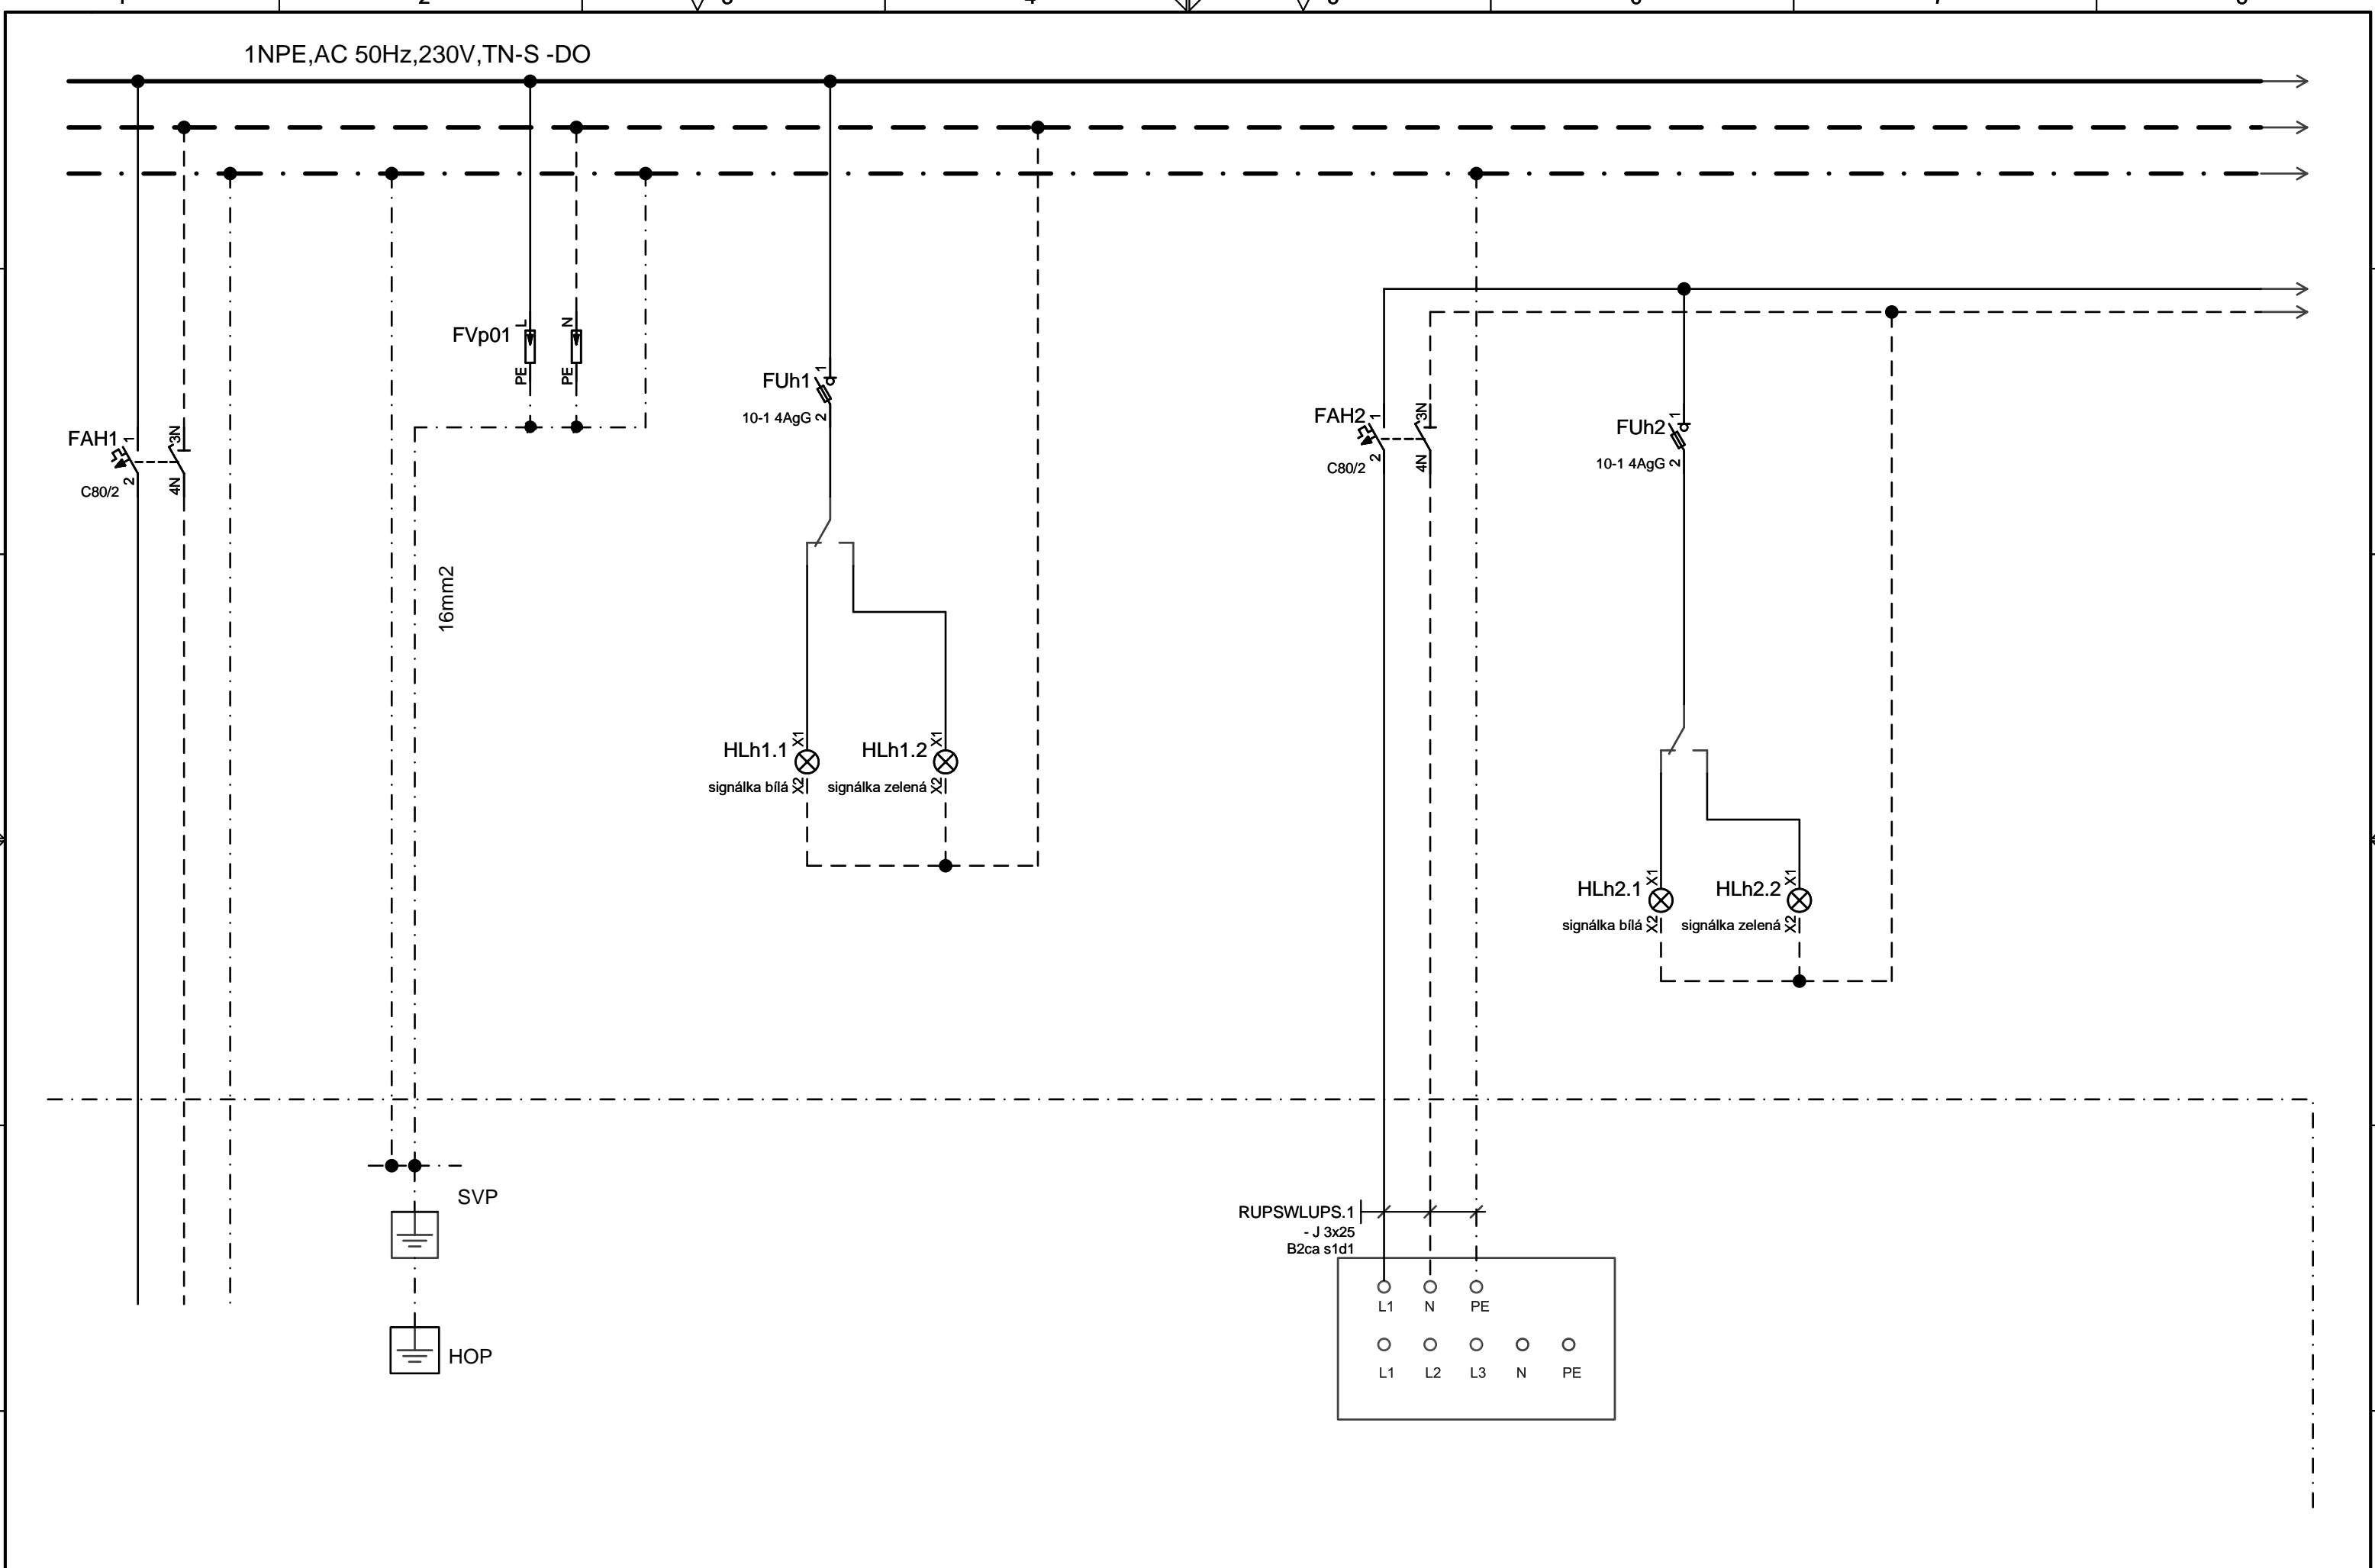 1NPE,AC 50Hz,230V,TN-S -DO
FVp01
L
N
PE
PE
FUh1
1
10-1 4AgG
2
FAH1
1
3N
C80/2
2
4N
FAH2
1
3N
C80/2
2
4N
FUh2
1
10-1 4AgG
2
16mm2
HLh1.1
X1
signálka bílá
X2
HLh1.2
X1
signálka zelená
X2
HLh2.1
X1
signálka bílá
X2
HLh2.2
X1
signálka zelená
X2
SVP
HOP
RUPSWLUPS.1
- J 3x25
B2ca s1d1
L1 N PE
L1 L2 L3 N PE